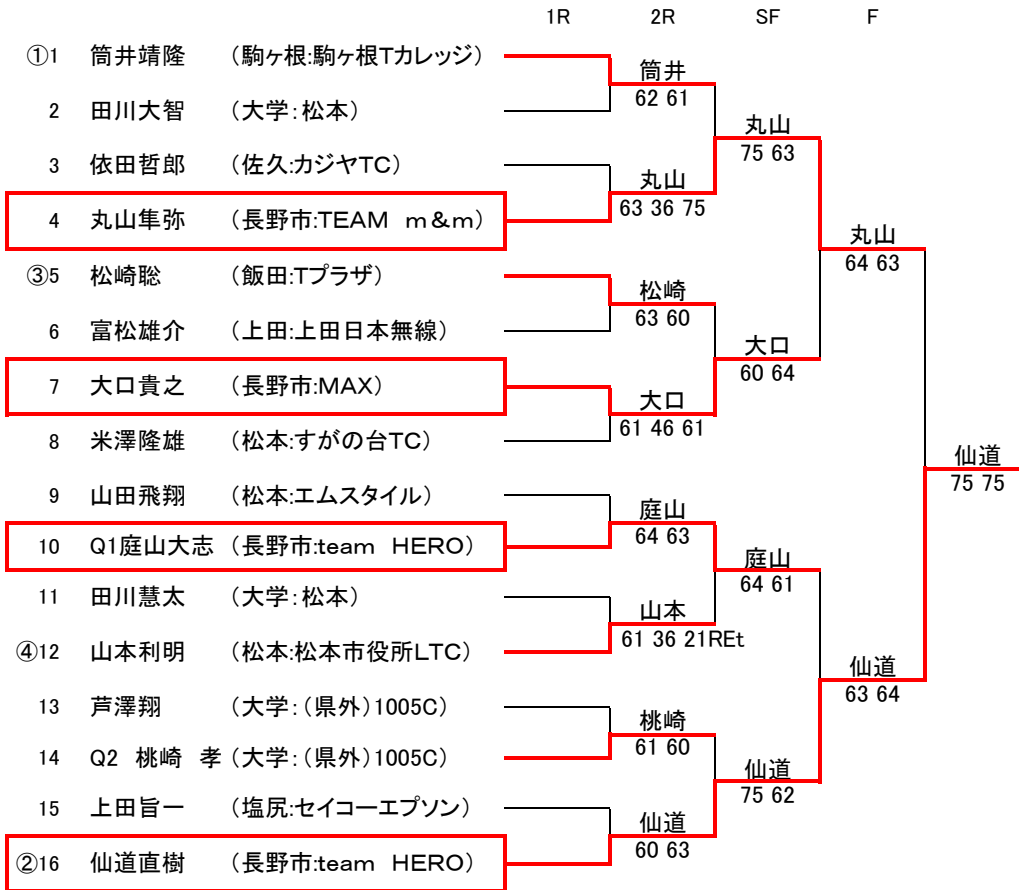 1R 2R SF F
①1 筒井靖隆 (駒ヶ根:駒ヶ根Tカレッジ)
筒井
62 61
2 田川大智 (大学:松本)
丸山
75 63
3 依田哲郎 (佐久:カジヤTC)
丸山
63 36 75
4 丸山隼弥 (長野市:TEAM m&m)
丸山
64 63
③5 松崎聡 (飯田:Tプラザ)
松崎
63 60
6 富松雄介 (上田:上田日本無線)
大口
60 64
7 大口貴之 (長野市:MAX)
大口
61 46 61
8 米澤隆雄 (松本:すがの台TC)
仙道
75 75
9 山田飛翔 (松本:エムスタイル)
庭山
64 63
10 Q1庭山大志 (長野市:team HERO)
庭山
64 61
11 田川慧太 (大学:松本)
山本
61 36 21REt
④12 山本利明 (松本:松本市役所LTC)
仙道
63 64
13 芦澤翔 (大学:(県外)1005C)
桃崎
61 60
14 Q2 桃崎 孝 (大学:(県外)1005C)
仙道
75 62
15 上田旨一 (塩尻:セイコーエプソン)
仙道
60 63
②16 仙道直樹 (長野市:team HERO)